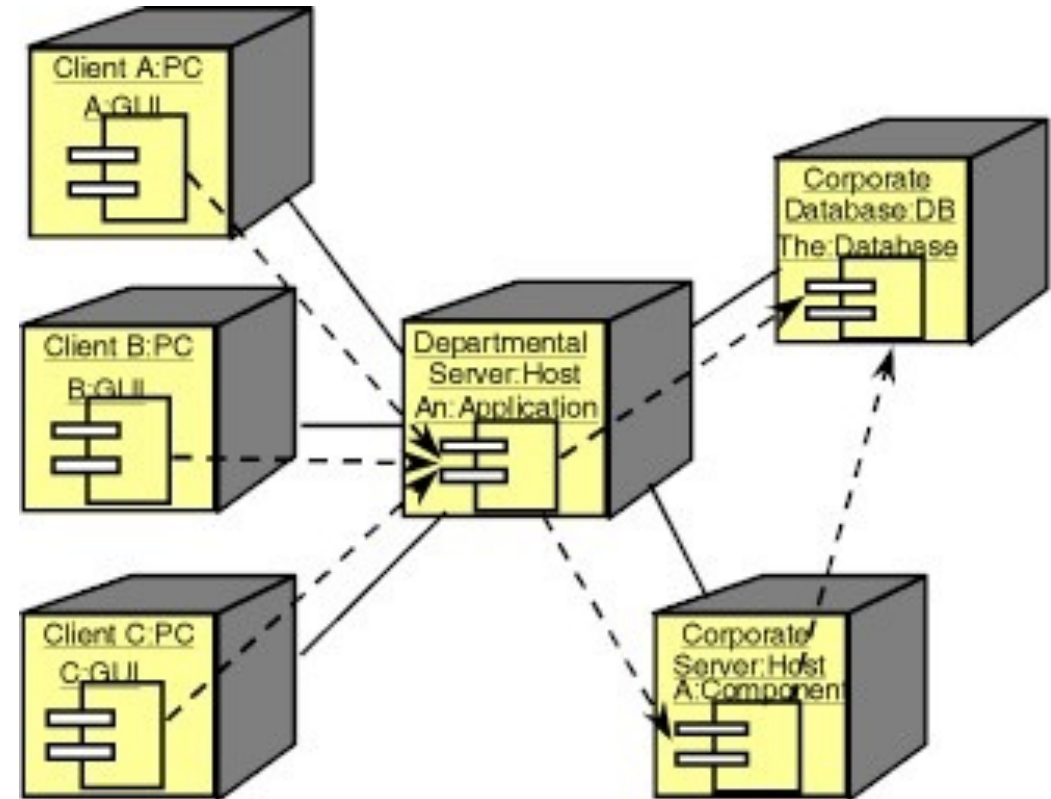 Client A:PC
A:GUI
Client B:PC
B:GUI
Client C:PC
C:GUI
Departmental
Server:Host
An:Application
Corporate
Database:DB
The:Database
Corporate
Server:Host
A:Component